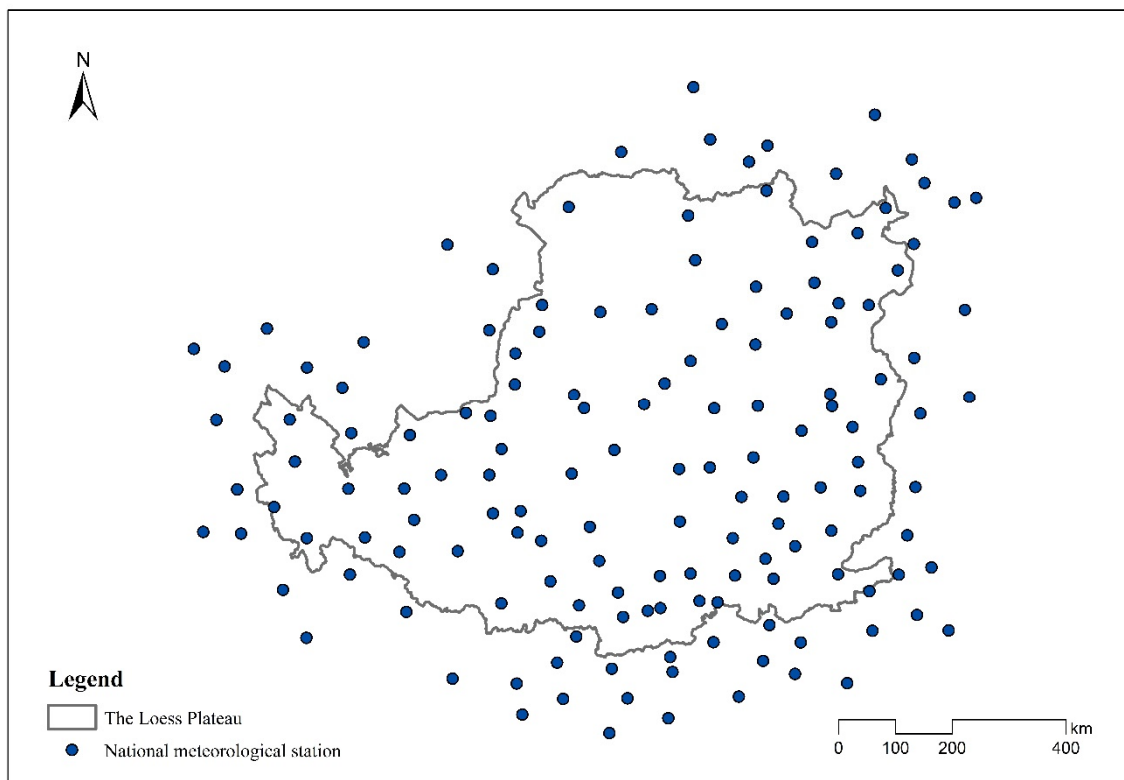 N
Legend
The Loess Plateau
National meteorological station
km
0 100 200 400